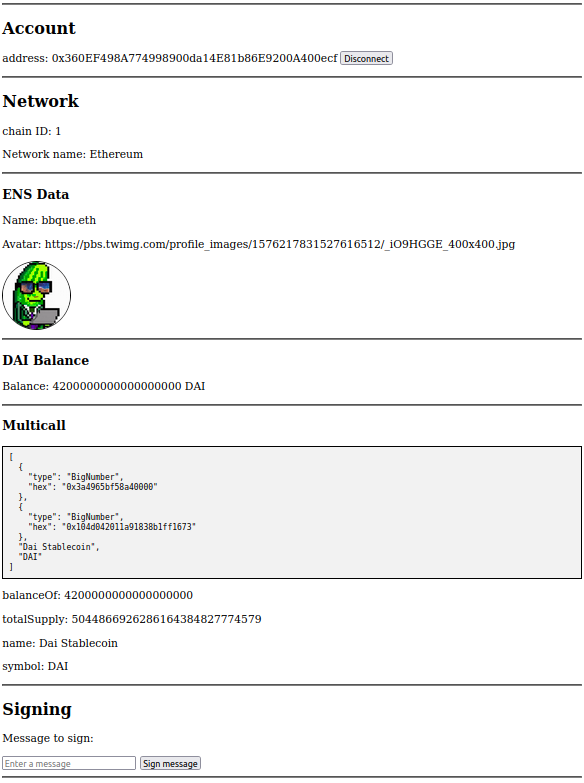 Account
address: 0x360EF498A774998900da14E81b86E9200A400ecf Disconnect
Network
chain ID: 1
Network name: Ethereum
ENS Data
Name: bbque.eth
Avatar: https://pbs.twimg.com/profile_images/1576217831527616512/_iO9HGGE_400x400.jpg
DAI Balance
Balance: 4200000000000000000 DAI
Multicall
[
  {
    "type": "BigNumber",
    "hex": "0x3a4965bf58a40000"
  },
  {
    "type": "BigNumber",
    "hex": "0x104d042011a91838b1ff1673"
  },
  "Dai Stablecoin",
  "DAI"
]
balanceOf: 4200000000000000000
totalSupply: 5044866926286164384827774579
name: Dai Stablecoin
symbol: DAI
Signing
Message to sign:
Enter a message Sign message